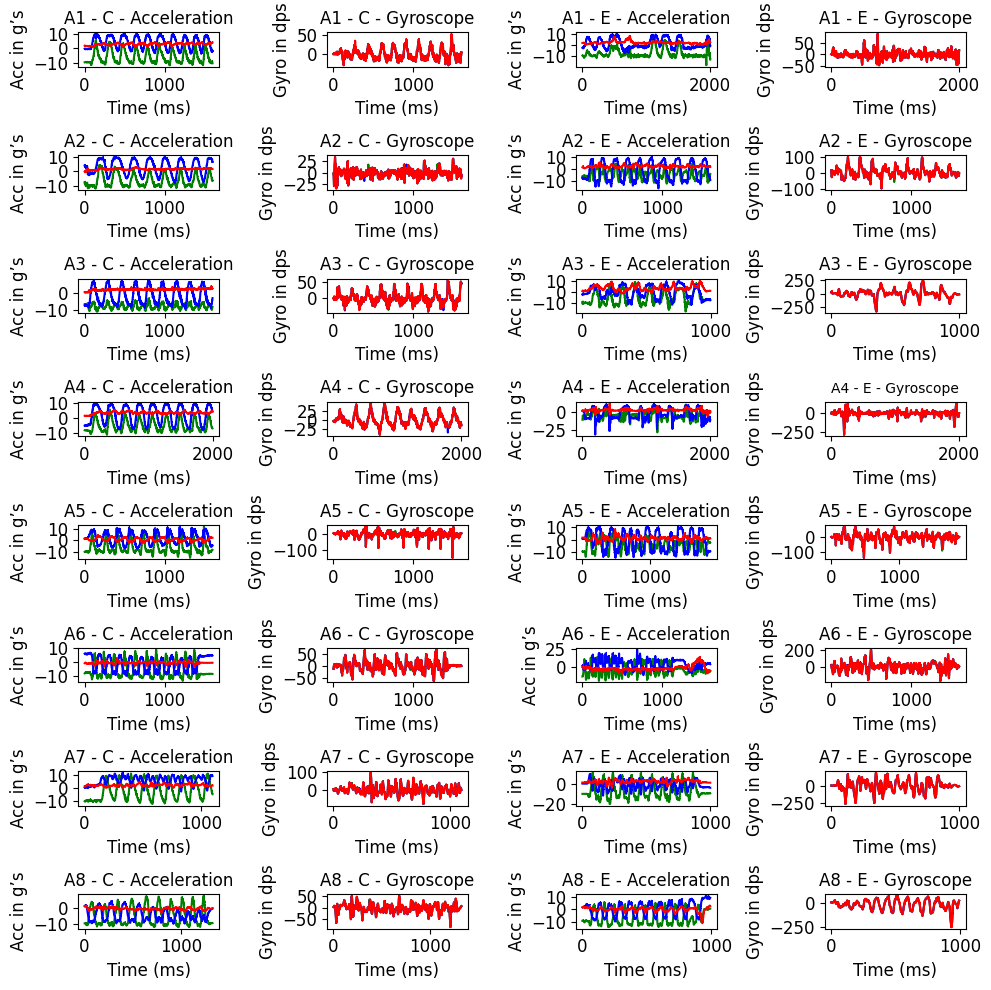 A1 - C - Acceleration
A1 - C - Gyroscope
A1 - E - Acceleration
A1 - E - Gyroscope
Acc in g’s
10
0
−10
0
1000
Time (ms)
Gyro in dps
50
0
0
1000
Time (ms)
Acc in g’s
10
0
−10
0
2000
Time (ms)
Gyro in dps
50
0
−50
0
2000
Time (ms)
A2 - C - Acceleration
A2 - C - Gyroscope
A2 - E - Acceleration
A2 - E - Gyroscope
Acc in g’s
10
0
−10
0
1000
Time (ms)
Gyro in dps
25
0
−25
0
1000
Time (ms)
Acc in g’s
10
0
−10
0
1000
Time (ms)
Gyro in dps
100
0
−100
0
1000
Time (ms)
A3 - C - Acceleration
A3 - C - Gyroscope
A3 - E - Acceleration
A3 - E - Gyroscope
Acc in g’s
0
−10
0
1000
Time (ms)
Gyro in dps
50
0
0
1000
Time (ms)
Acc in g’s
10
0
−10
0
1000
Time (ms)
Gyro in dps
250
0
−250
0
1000
Time (ms)
A4 - C - Acceleration
A4 - C - Gyroscope
A4 - E - Acceleration
A4 - E - Gyroscope
Acc in g’s
10
0
−10
0
2000
Time (ms)
Gyro in dps
25
0
−25
0
2000
Time (ms)
Acc in g’s
0
−25
0
2000
Time (ms)
Gyro in dps
0
−250
0
2000
Time (ms)
A5 - C - Acceleration
A5 - C - Gyroscope
A5 - E - Acceleration
A5 - E - Gyroscope
Acc in g’s
10
0
−10
0
1000
Time (ms)
Gyro in dps
0
−100
0
1000
Time (ms)
Acc in g’s
10
0
−10
0
1000
Time (ms)
Gyro in dps
0
−100
0
1000
Time (ms)
A6 - C - Acceleration
A6 - C - Gyroscope
A6 - E - Acceleration
A6 - E - Gyroscope
Acc in g’s
10
0
−10
0
1000
Time (ms)
Gyro in dps
50
0
−50
0
1000
Time (ms)
Acc in g’s
25
0
0
1000
Time (ms)
Gyro in dps
200
0
0
1000
Time (ms)
A7 - C - Acceleration
A7 - C - Gyroscope
A7 - E - Acceleration
A7 - E - Gyroscope
Acc in g’s
10
0
−10
0
1000
Time (ms)
Gyro in dps
100
0
0
1000
Time (ms)
Acc in g’s
0
−20
0
1000
Time (ms)
Gyro in dps
0
−250
0
1000
Time (ms)
A8 - C - Acceleration
A8 - C - Gyroscope
A8 - E - Acceleration
A8 - E - Gyroscope
Acc in g’s
0
−10
0
1000
Time (ms)
Gyro in dps
50
0
−50
0
1000
Time (ms)
Acc in g’s
10
0
−10
0
1000
Time (ms)
Gyro in dps
0
−250
0
1000
Time (ms)